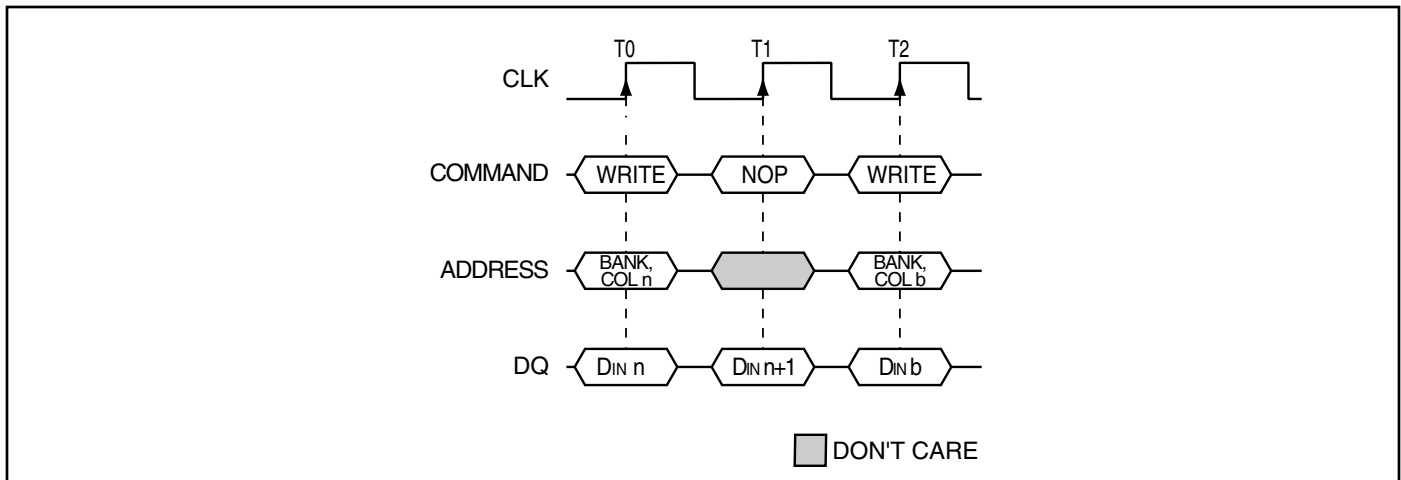 T0 T1 T2
CLK
COMMAND WRITE NOP WRITE
ADDRESS BANK, COL n BANK, COL b
DQ DIN n DIN n+1 DIN b
DON'T CARE